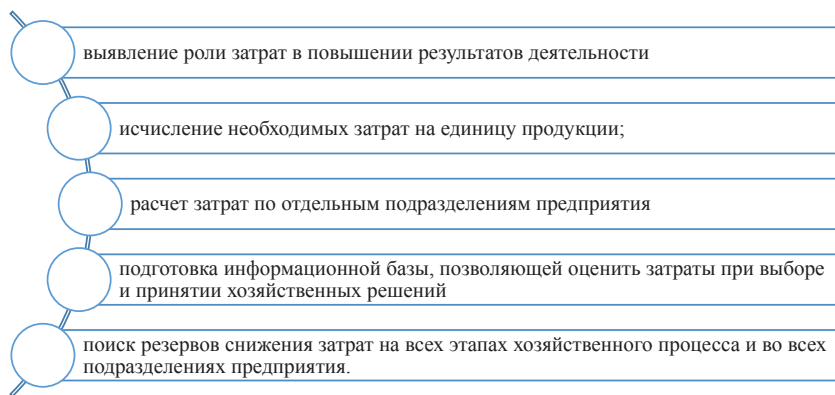 выявление роли затрат в повышении результатов деятельности
исчисление необходимых затрат на единицу продукции;
расчет затрат по отдельным подразделениям предприятия
подготовка информационной базы, позволяющей оценить затраты при выборе
и принятии хозяйственных решений
поиск резервов снижения затрат на всех этапах хозяйственного процесса и во всех
подразделениях предприятия.